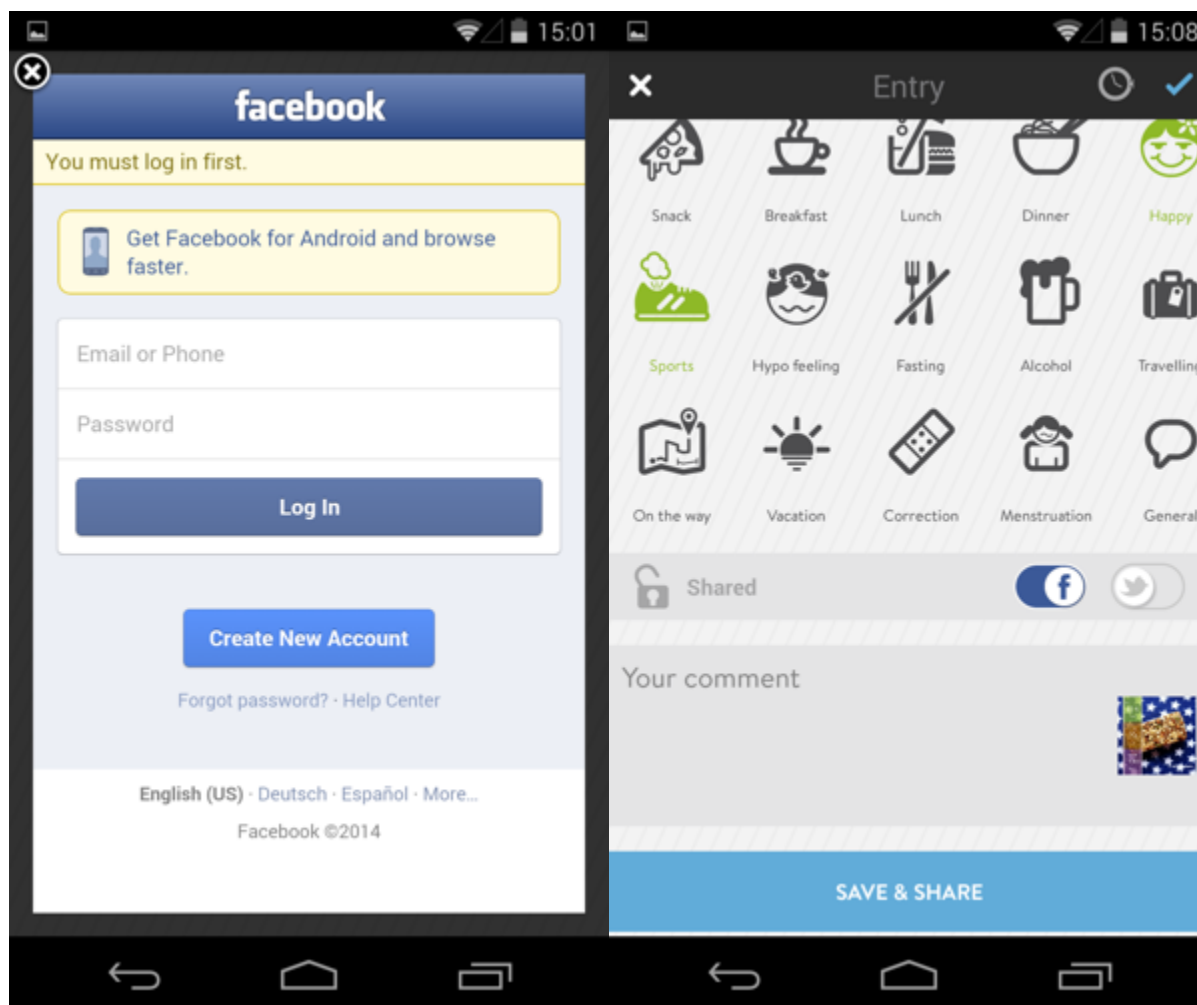 15:01
facebook
You must log in first.
Get Facebook for Android and browse
faster.
Email or Phone
Password
Log In
Create New Account
Forgot password? · Help Center
English (US) · Deutsch · Español · More...
Facebook ©2014
15:08
Entry
Snack Breakfast Lunch Dinner Happy
Sports Hypo feeling Fasting Alcohol Travelling
On the way Vacation Correction Menstruation General
Shared
Your comment
SAVE & SHARE